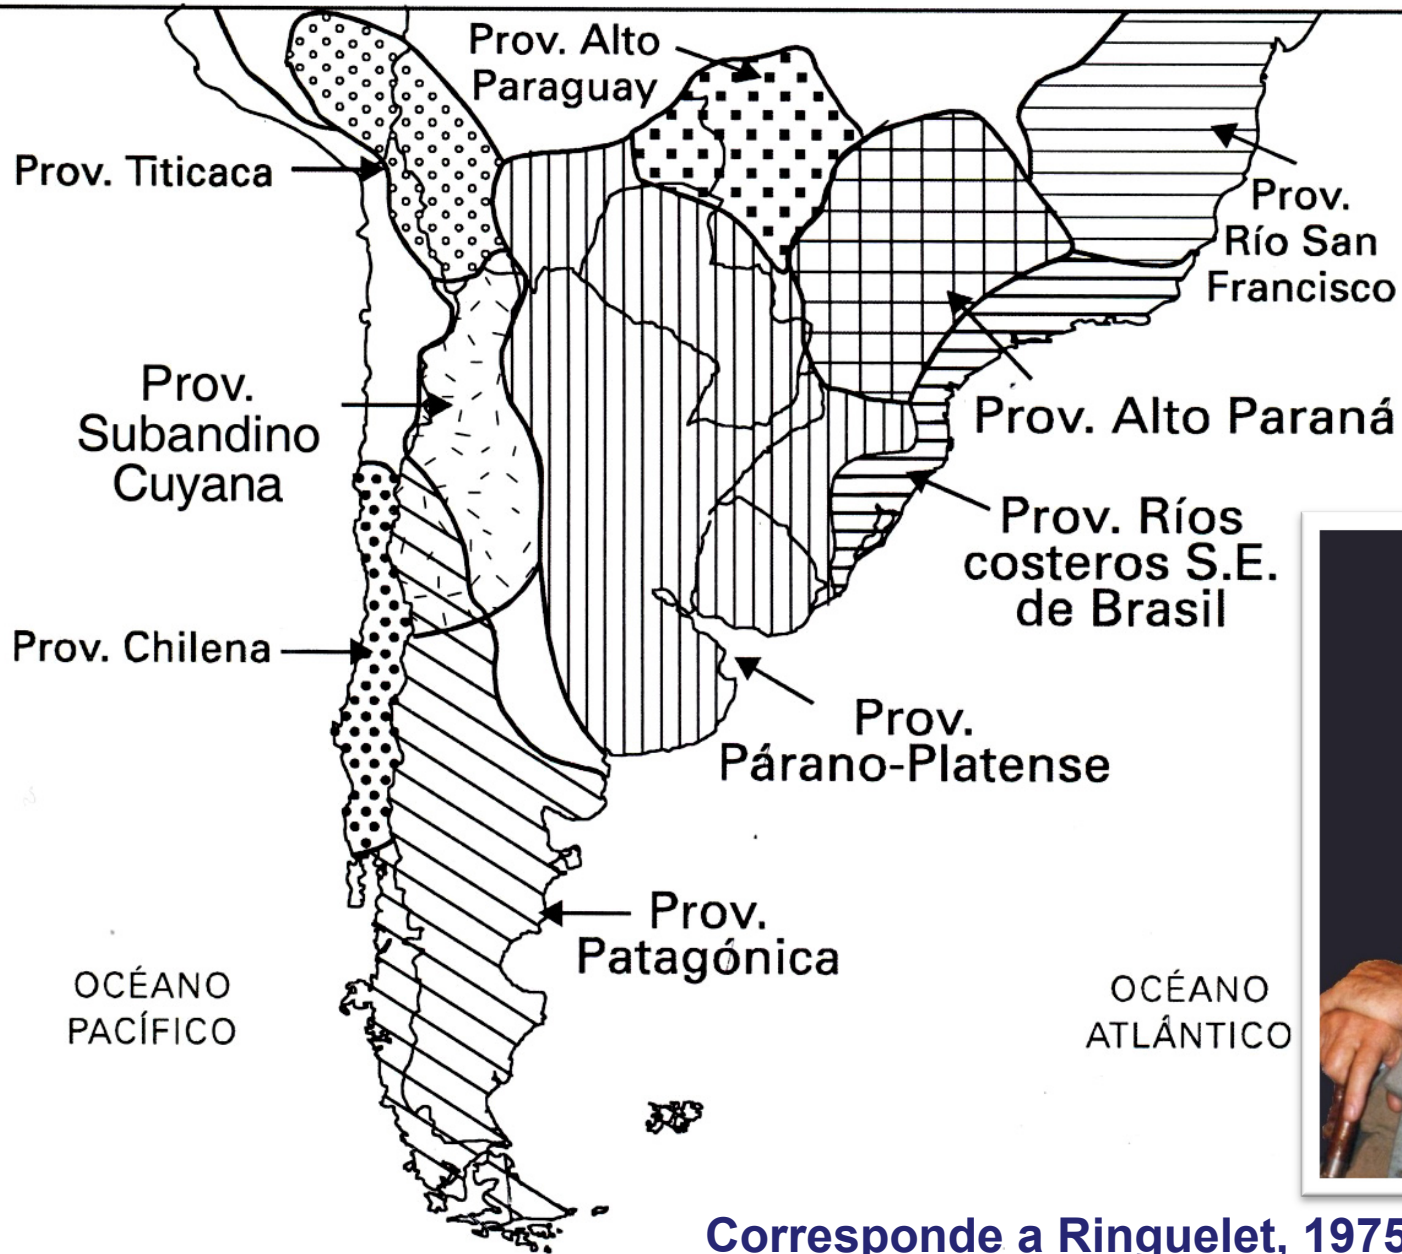 Prov. Alto
Paraguay
Prov. Titicaca
Prov.
Río San
Francisco
Prov.
Subandino
Cuyana
Prov. Alto Paraná
Prov. Ríos
costeros S.E.
de Brasil
Prov. Chilena
Prov.
Párano-Platense
Prov.
Patagónica
OCÉANO
PACÍFICO
OCÉANO
ATLÁNTICO
Corresponde a Ringuelet, 1975